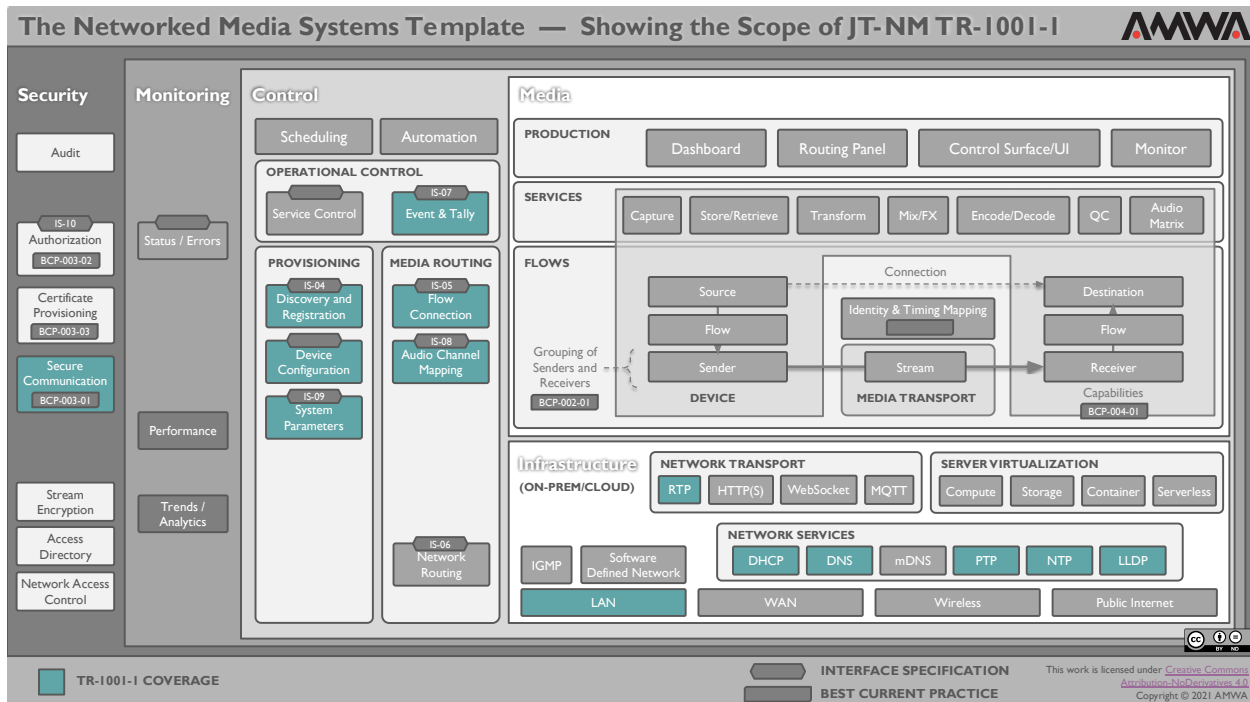 The Networked Media Systems Template — Showing the Scope of JT-NM TR-1001-1
AMWA
Security
Audit
IS-10
Authorization
BCP-003-02
Certificate
Provisioning
BCP-003-03
Secure
Communication
BCP-003-01
Stream
Encryption
Access
Directory
Network Access
Control
Monitoring
Status / Errors
Performance
Trends /
Analytics
Control
Scheduling
Automation
OPERATIONAL CONTROL
Service Control
IS-07
Event & Tally
PROVISIONING
IS-04
Discovery and
Registration
Device
Configuration
IS-09
System
Parameters
MEDIA ROUTING
IS-05
Flow
Connection
IS-08
Audio Channel
Mapping
IS-06
Network
Routing
Media
PRODUCTION
Dashboard
Routing Panel
Control Surface/UI
Monitor
SERVICES
Capture
Store/Retrieve
Transform
Mix/FX
Encode/Decode
QC
Audio
Matrix
FLOWS
Grouping of
Senders and
Receivers
BCP-002-01
Source
Flow
Sender
DEVICE
Connection
Identity & Timing Mapping
Stream
MEDIA TRANSPORT
Destination
Flow
Receiver
Capabilities
BCP-004-01
Infrastructure
(ON-PREM/CLOUD)
NETWORK TRANSPORT
RTP
HTTP(S)
WebSocket
MQTT
SERVER VIRTUALIZATION
Compute
Storage
Container
Serverless
IGMP
Software
Defined Network
NETWORK SERVICES
DHCP
DNS
mDNS
PTP
NTP
LLDP
LAN
WAN
Wireless
Public Internet
cc
BY ND
TR-1001-1 COVERAGE
INTERFACE SPECIFICATION
BEST CURRENT PRACTICE
This work is licensed under Creative Commons
Attribution-NoDerivatives 4.0
Copyright © 2021 AMWA